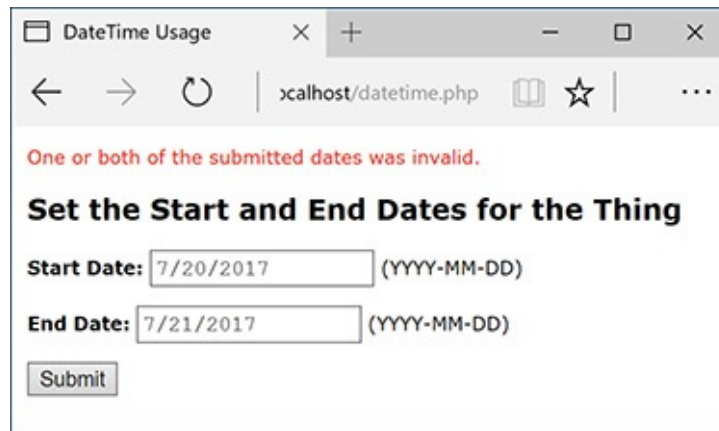 DateTime Usage
ocalhost/datetime.php
One or both of the submitted dates was invalid.
Set the Start and End Dates for the Thing
Start Date: 7/20/2017 (YYYY-MM-DD)
End Date: 7/21/2017 (YYYY-MM-DD)
Submit